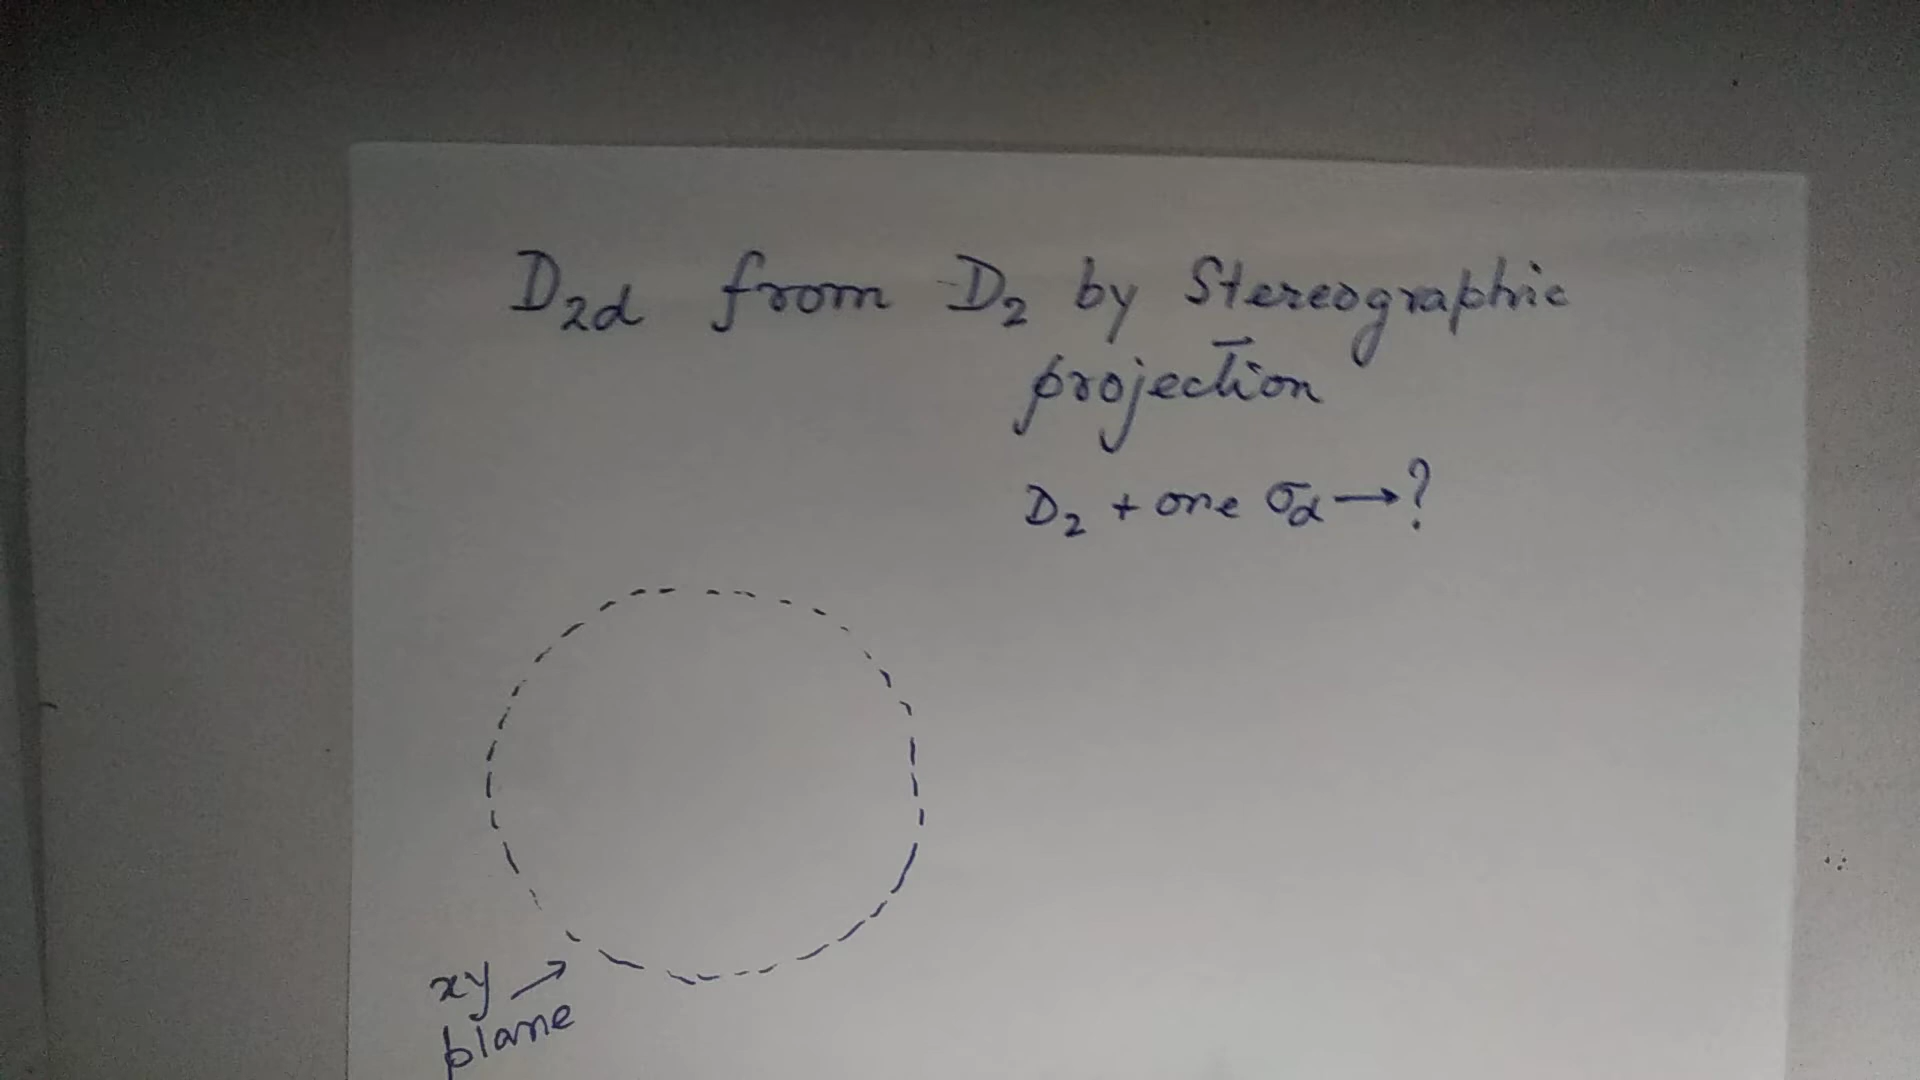 D₂d from D₂ by Stereographic
projection
D₂ + one σd → ?
xy →
plane